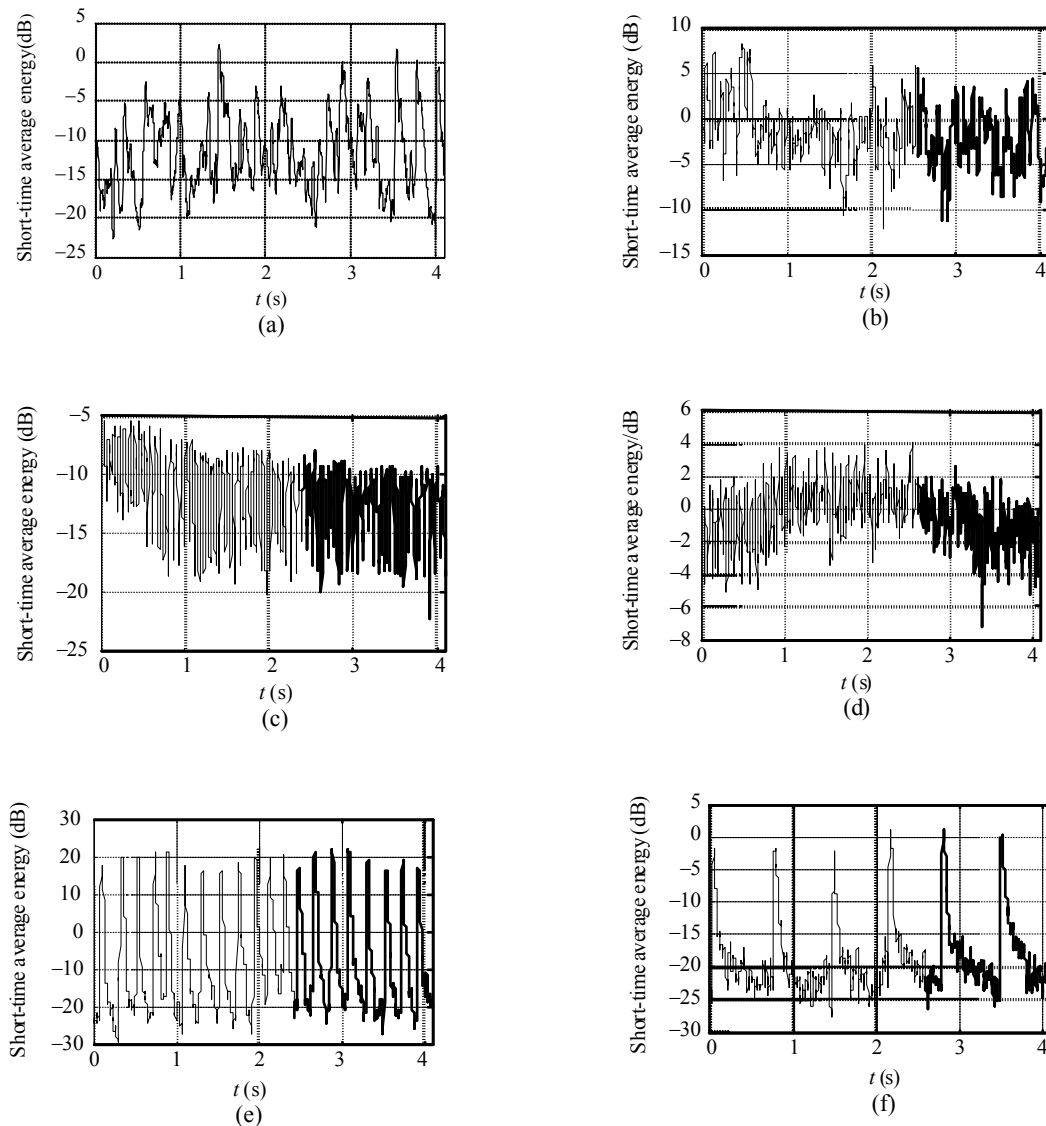 Short-time average energy(dB)
5
0
−5
−10
−15
−20
−25
0 1 2 3 4
t (s)
(a)
Short-time average energy (dB)
10
5
0
−5
−10
−15
0 1 2 3 4
t (s)
(b)
Short-time average energy (dB)
−5
−10
−15
−20
−25
0 1 2 3 4
t (s)
(c)
Short-time average energy/dB
6
4
2
0
−2
−4
−6
−8
0 1 2 3 4
t (s)
(d)
Short-time average energy (dB)
30
20
10
0
−10
−20
−30
0 1 2 3 4
t (s)
(e)
Short-time average energy (dB)
5
0
−5
−10
−15
−20
−25
−30
0 1 2 3 4
t (s)
(f)